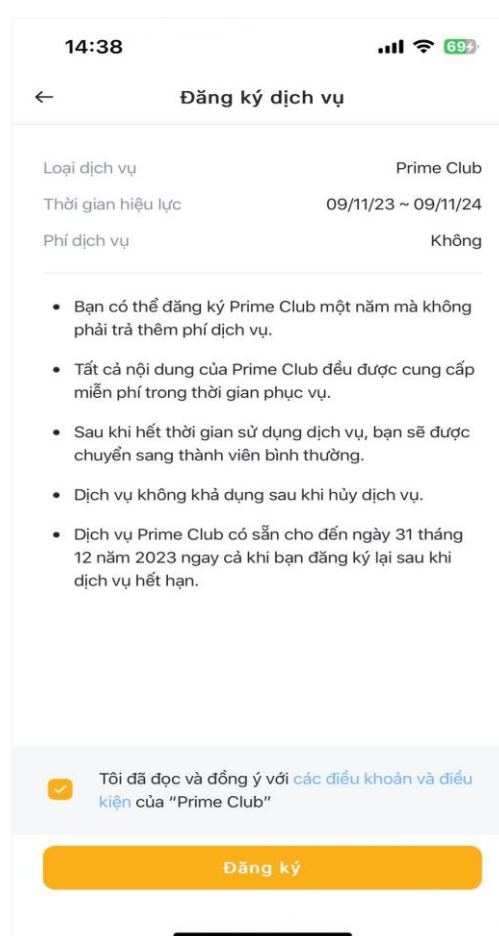 14:38
69
Đăng ký dịch vụ
Loại dịch vụ Prime Club
Thời gian hiệu lực 09/11/23 ~ 09/11/24
Phí dịch vụ Không
• Bạn có thể đăng ký Prime Club một năm mà không
phải trả thêm phí dịch vụ.
• Tất cả nội dung của Prime Club đều được cung cấp
miễn phí trong thời gian phục vụ.
• Sau khi hết thời gian sử dụng dịch vụ, bạn sẽ được
chuyển sang thành viên bình thường.
• Dịch vụ không khả dụng sau khi hủy dịch vụ.
• Dịch vụ Prime Club có sẵn cho đến ngày 31 tháng
12 năm 2023 ngay cả khi bạn đăng ký lại sau khi
dịch vụ hết hạn.
Tôi đã đọc và đồng ý với các điều khoản và điều
kiện của “Prime Club”
Đăng ký